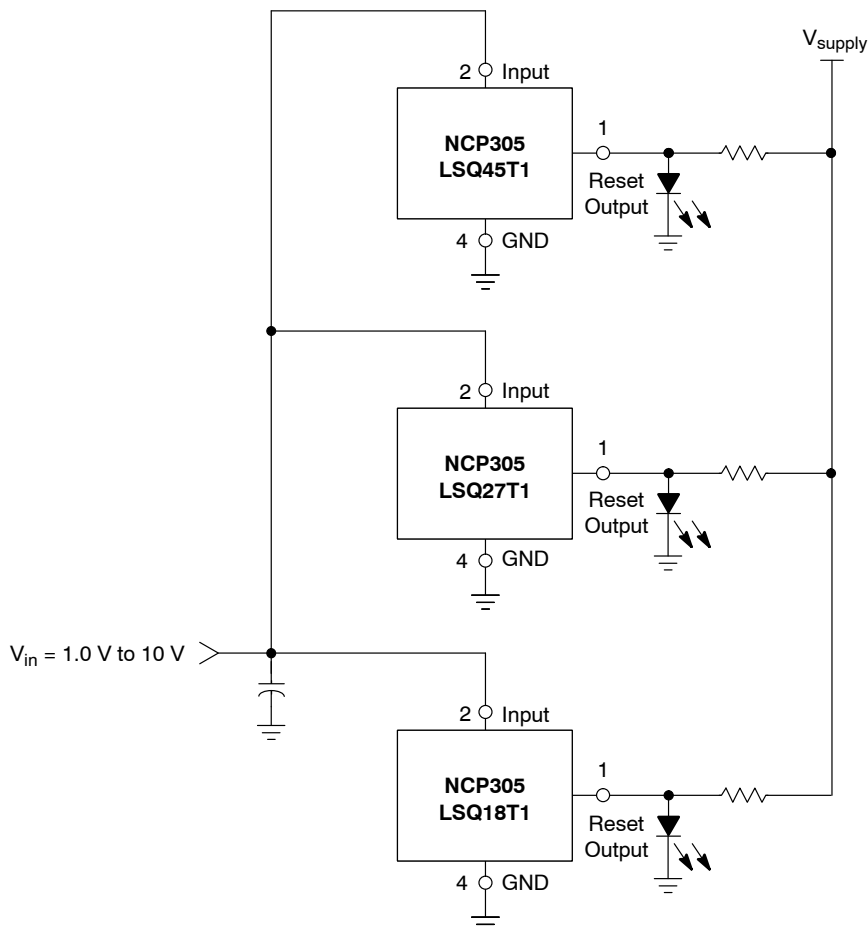 V_supply
2 Input
NCP305
LSQ45T1
1
Reset
Output
4 GND
2 Input
NCP305
LSQ27T1
1
Reset
Output
4 GND
V_in = 1.0 V to 10 V
2 Input
NCP305
LSQ18T1
1
Reset
Output
4 GND